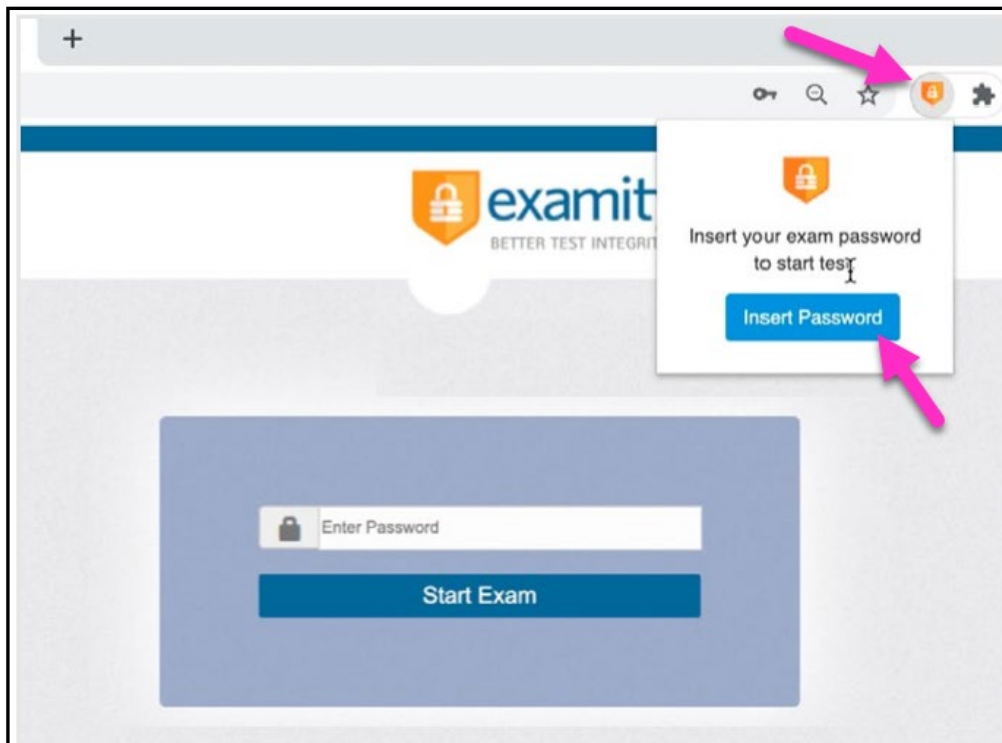 +
examit
BETTER TEST INTEGRIT
Insert your exam password
to start test
Insert Password
Enter Password
Start Exam